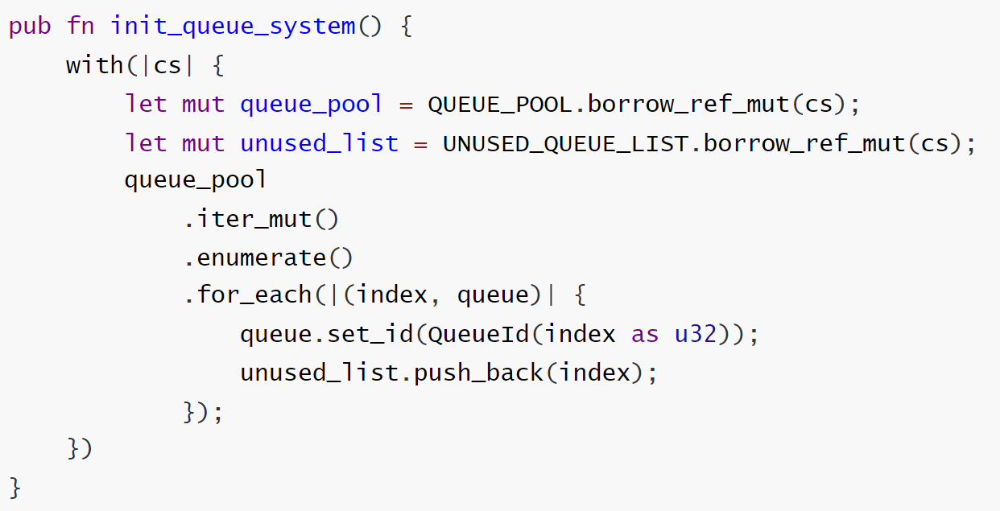 pub fn init_queue_system() {
    with(|cs| {
        let mut queue_pool = QUEUE_POOL.borrow_ref_mut(cs);
        let mut unused_list = UNUSED_QUEUE_LIST.borrow_ref_mut(cs);
        queue_pool
            .iter_mut()
            .enumerate()
            .for_each(|(index, queue)| {
                queue.set_id(QueueId(index as u32));
                unused_list.push_back(index);
            });
    })
}